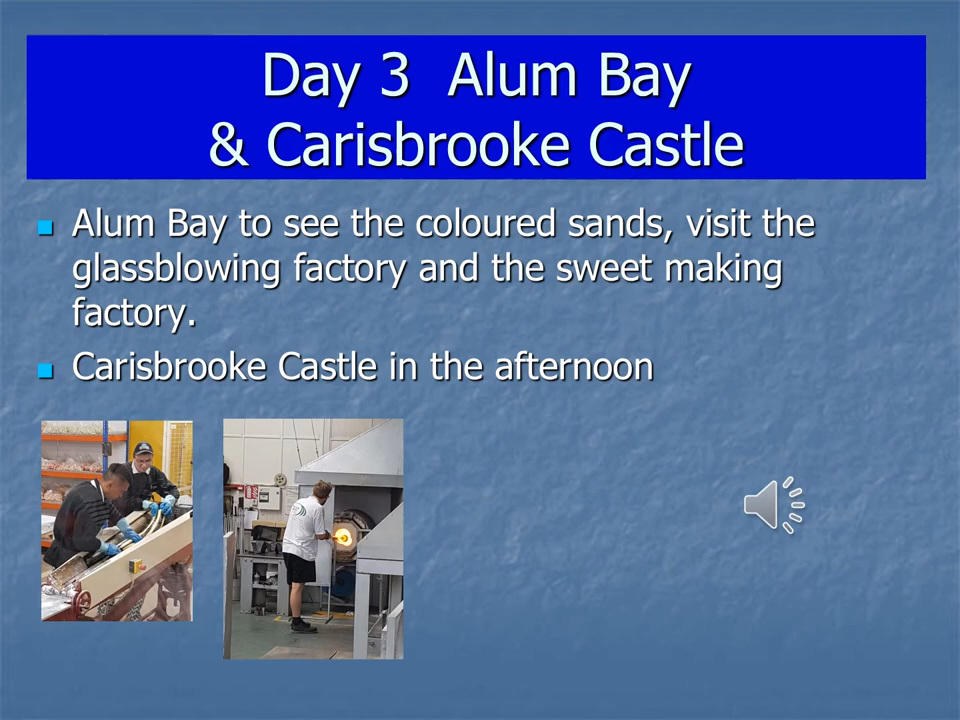 Day 3  Alum Bay
& Carisbrooke Castle
Alum Bay to see the coloured sands, visit the
glassblowing factory and the sweet making
factory.
Carisbrooke Castle in the afternoon